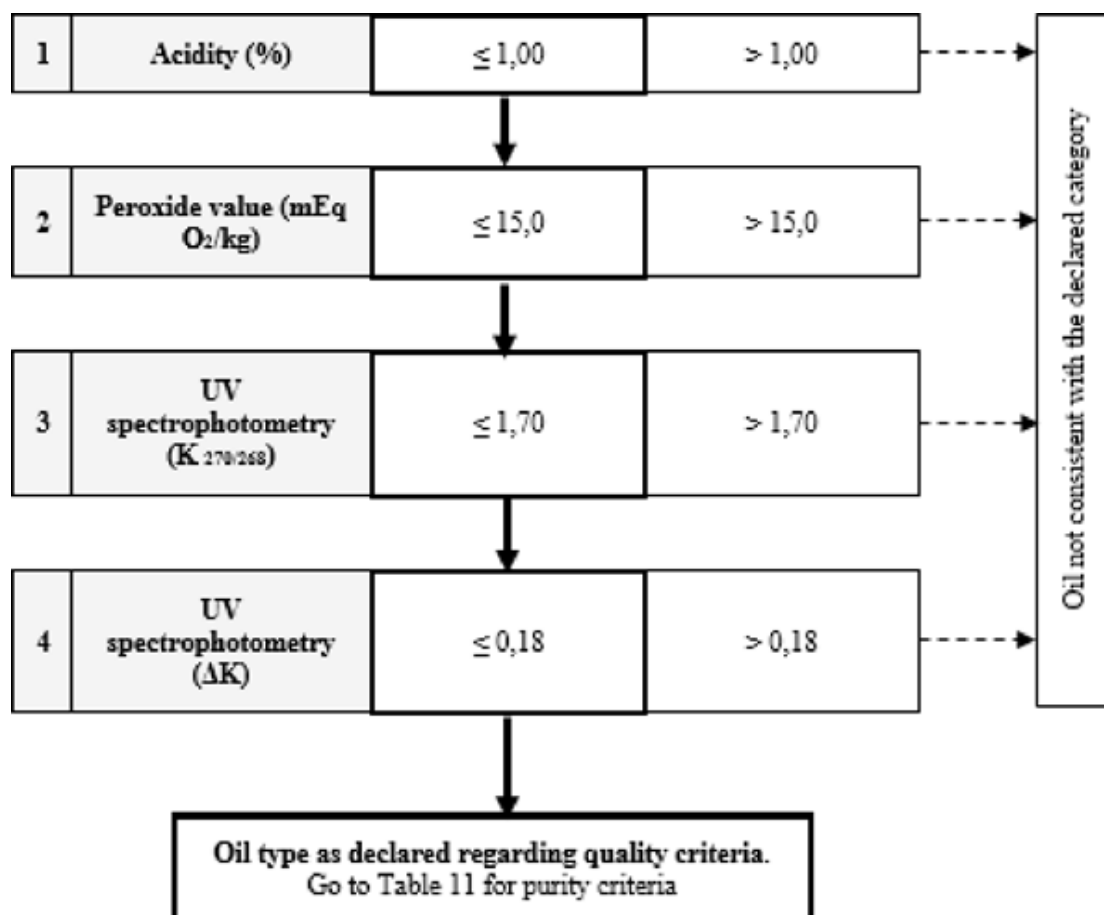 1 Acidity (%) ≤ 1,00 > 1,00
2 Peroxide value (mEq
O2/kg) ≤ 15,0 > 15,0
3 UV
spectrophotometry
(K 270/268) ≤ 1,70 > 1,70
4 UV
spectrophotometry
(ΔK) ≤ 0,18 > 0,18
Oil not consistent with the declared category
Oil type as declared regarding quality criteria.
Go to Table 11 for purity criteria